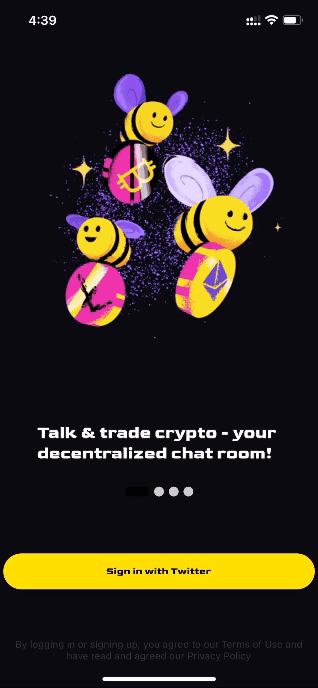 4:39
Talk & trade crypto - your
decentralized chat room!
Sign in with Twitter
By logging in or signing up, you agree to our Terms of Use and
have read and agreed our Privacy Policy